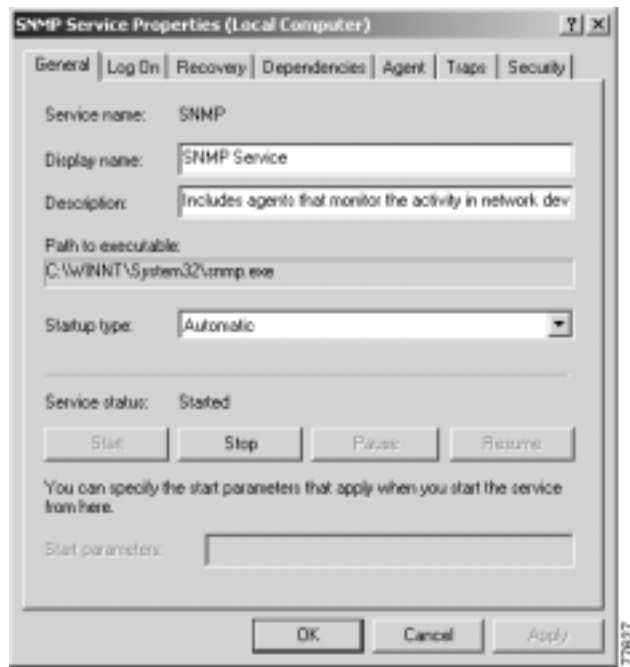 SNMP Service Properties (Local Computer)
General Log On Recovery Dependencies Agent Traps Security
Service name: SNMP
Display name: SNMP Service
Description: Includes agents that monitor the activity in network dev
Path to executable:
C:\WINNT\System32\snmp.exe
Startup type: Automatic
Service status: Started
Start Stop Pause Resume
You can specify the start parameters that apply when you start the service
from here.
Start parameters:
OK Cancel Apply
77827